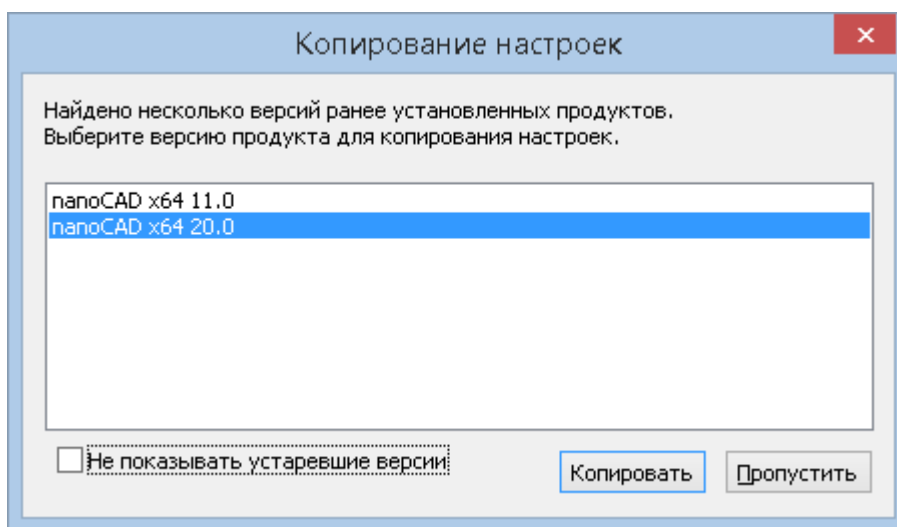 Копирование настроек
Найдено несколько версий ранее установленных продуктов.
Выберите версию продукта для копирования настроек.
nanoCAD x64 11.0
nanoCAD x64 20.0
Не показывать устаревшие версии
Копировать
Пропустить